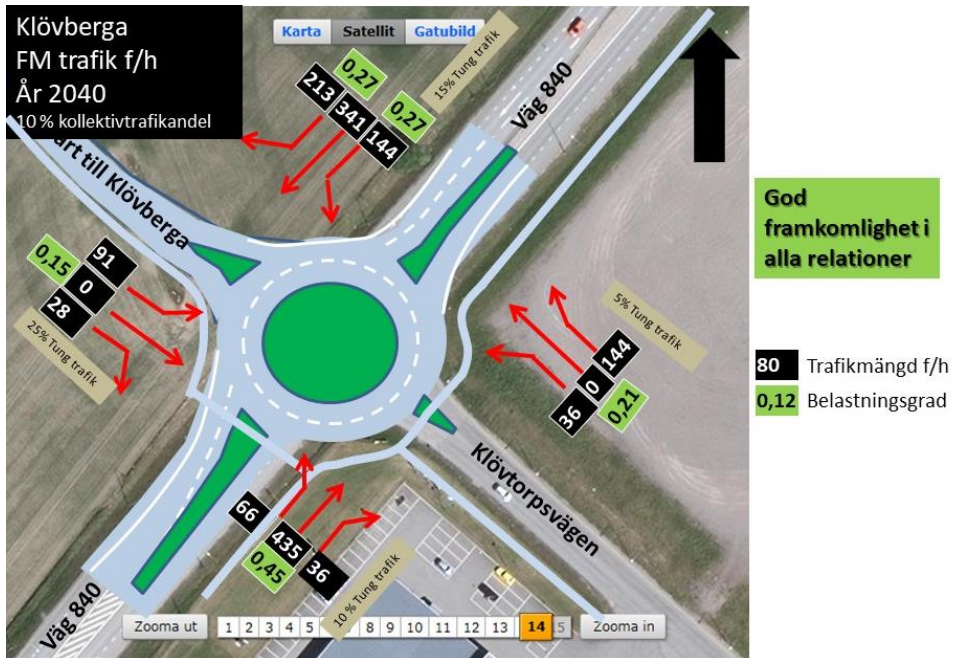 Klövberga
FM trafik f/h
År 2040
10 % kollektivtrafikandel
Karta
Satellit
Gatubild
15% Tung trafik
Väg 840
213
341
144
0,27
0,27
till Klövberga
0,15
91
0
28
25% Tung trafik
5% Tung trafik
144
0
36
0,21
God
framkomlighet i
alla relationer
80 Trafikmängd f/h
0,12 Belastningsgrad
Klövtorpsvägen
66
435
36
0,45
10 % Tung trafik
Väg 840
Zooma ut
1 2 3 4 5 8 9 10 11 12 13 14 15
Zooma in